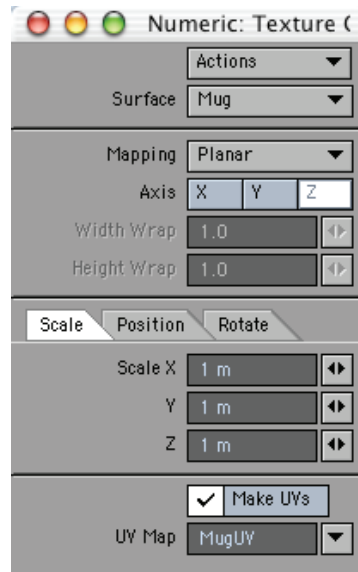 Numeric: Texture (
Actions
Surface Mug
Mapping Planar
Axis X Y Z
Width Wrap 1.0
Height Wrap 1.0
Scale Position Rotate
Scale X 1 m
Y 1 m
Z 1 m
Make UVs
UV Map MugUV